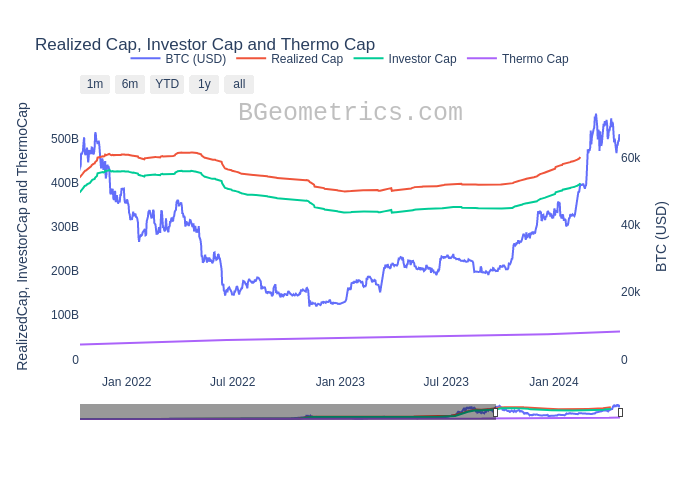 Realized Cap, Investor Cap and Thermo Cap
BTC (USD) Realized Cap Investor Cap Thermo Cap
1m 6m YTD 1y all
BGeometrics.com
RealizedCap, InvestorCap and ThermoCap
500B
400B
300B
200B
100B
0
60k
40k
20k
0
BTC (USD)
Jan 2022 Jul 2022 Jan 2023 Jul 2023 Jan 2024